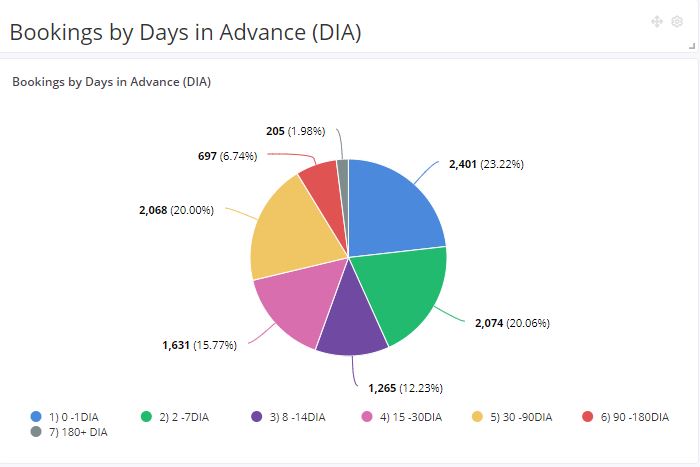 Bookings by Days in Advance (DIA)
Bookings by Days in Advance (DIA)
205 (1.98%)
697 (6.74%)
2,401 (23.22%)
2,068 (20.00%)
2,074 (20.06%)
1,631 (15.77%)
1,265 (12.23%)
1) 0 -1DIA 2) 2 -7DIA 3) 8 -14DIA 4) 15 -30DIA 5) 30 -90DIA 6) 90 -180DIA
7) 180+ DIA